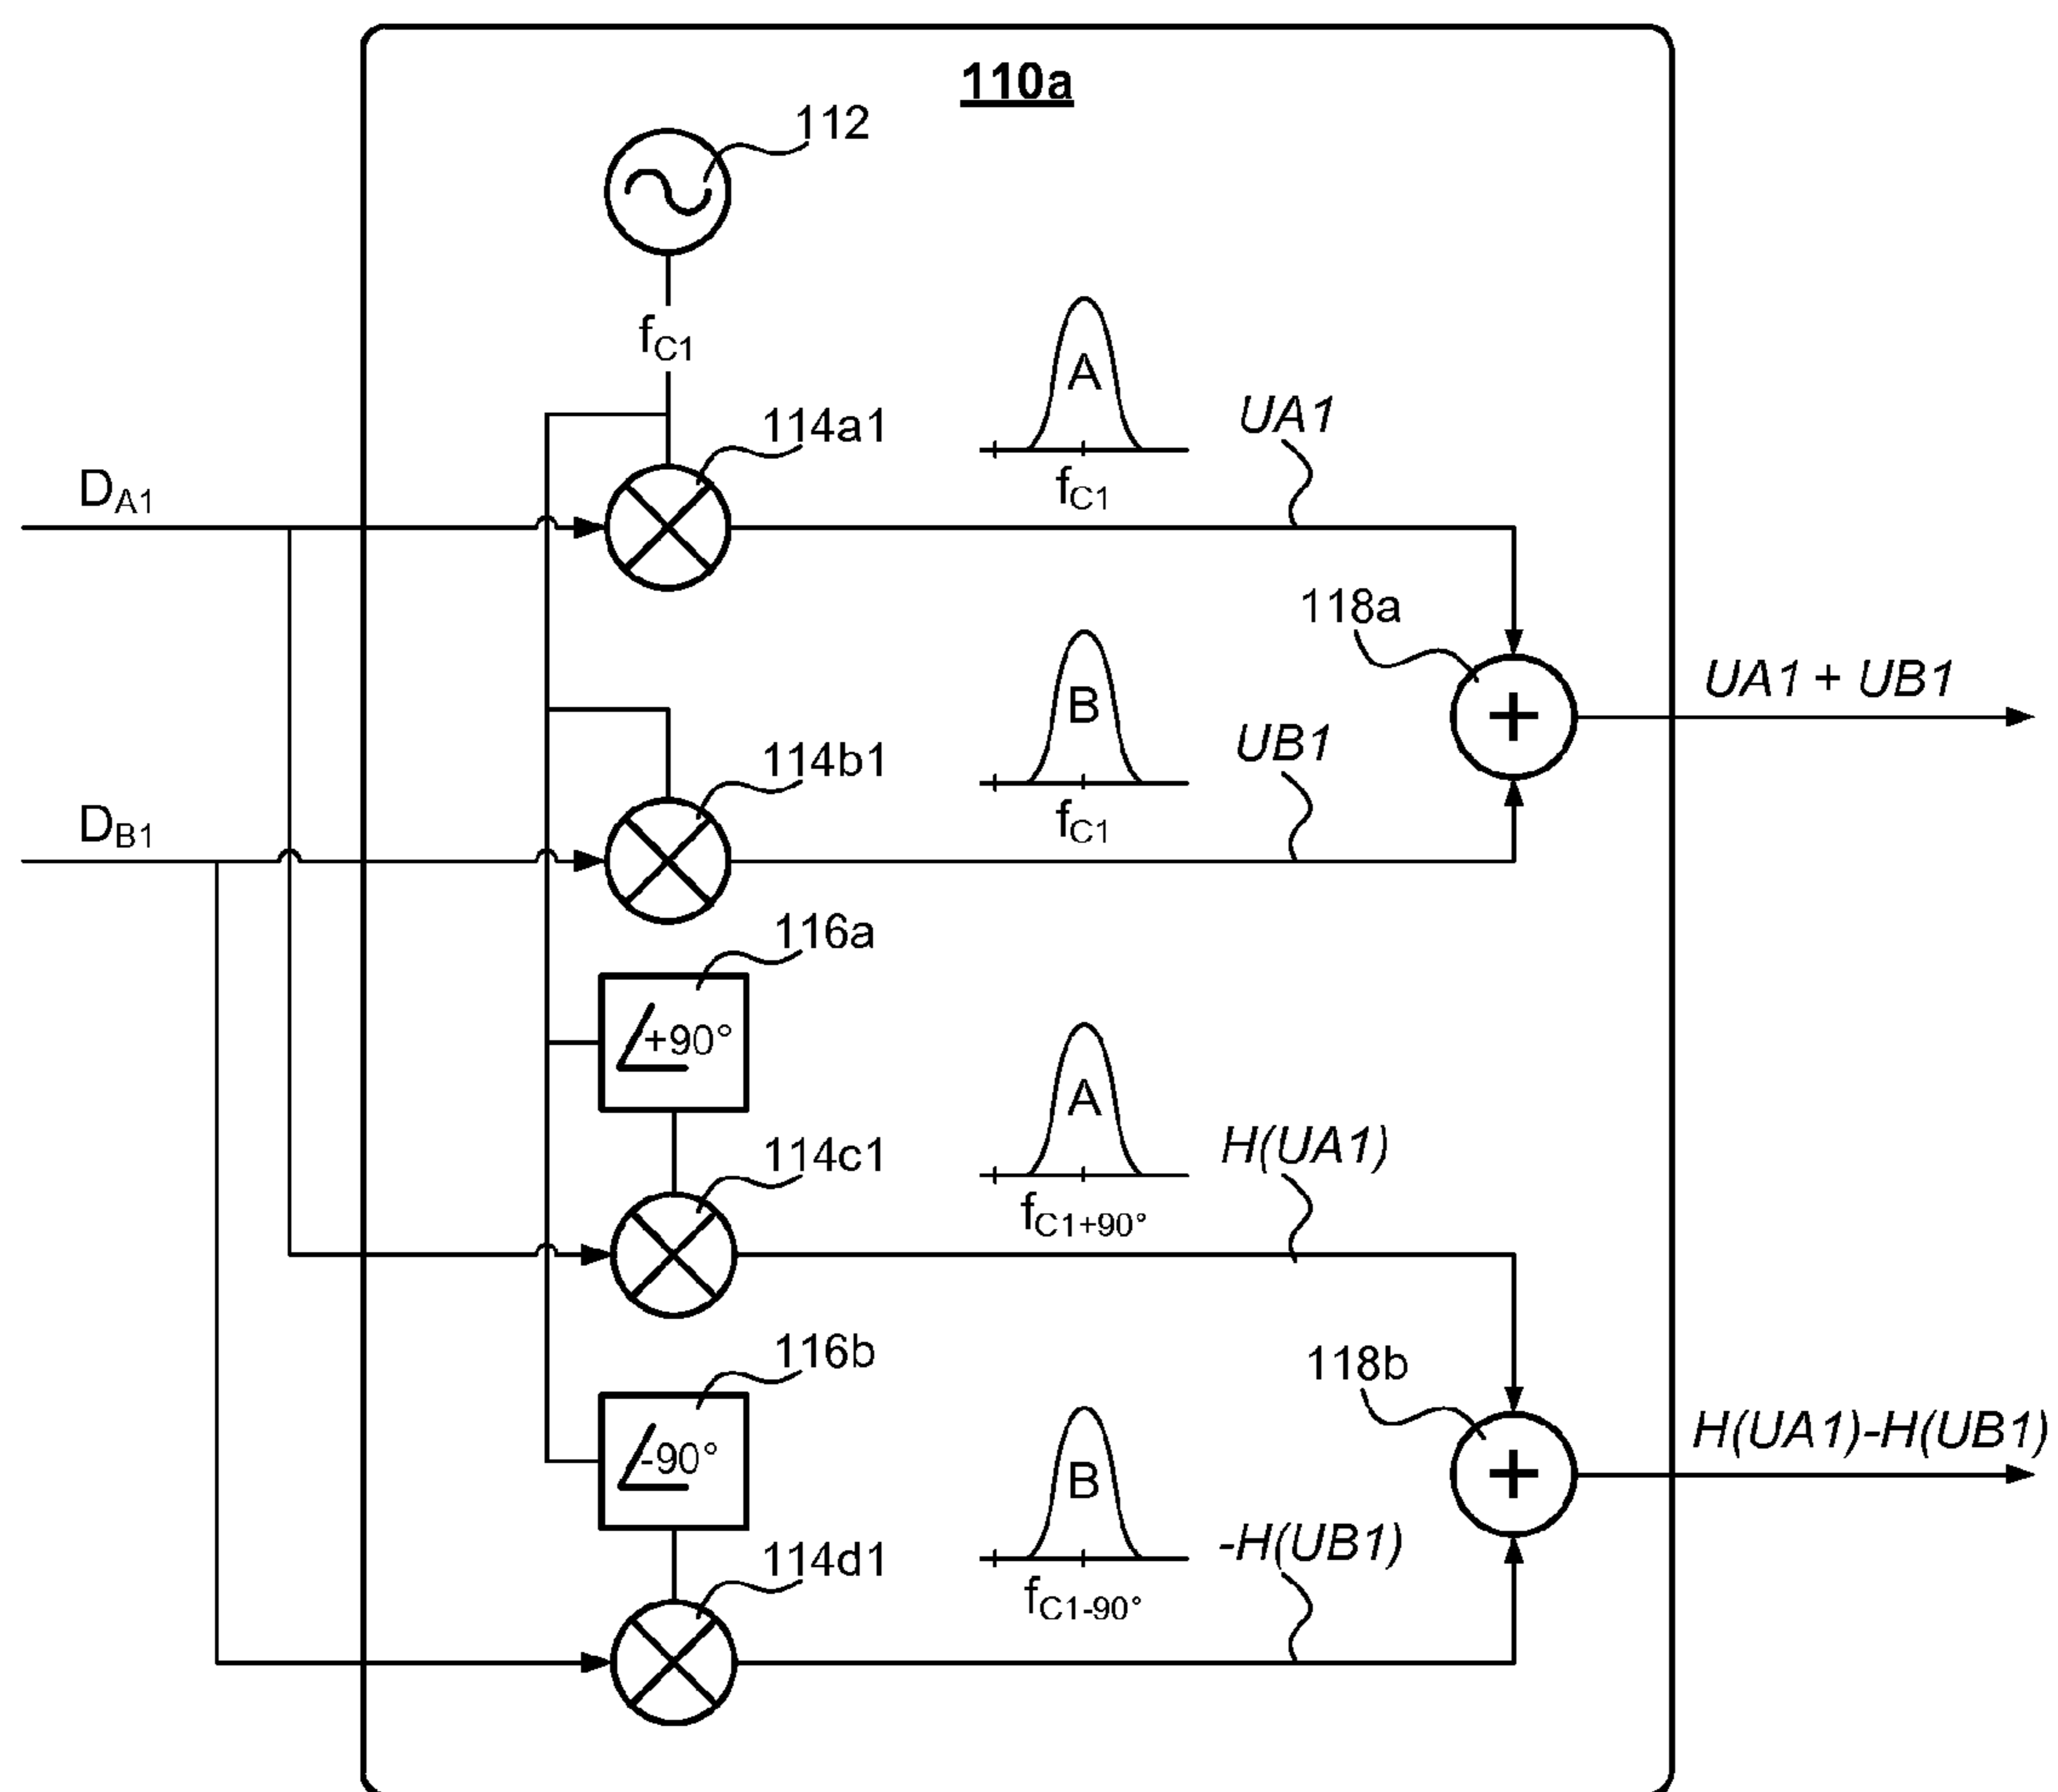 110a
112
fC1
114a1
A
fC1
UA1
DA1
118a
UA1 + UB1
B
fC1
UB1
114b1
DB1
116a
+90°
A
fC1+90°
H(UA1)
114c1
116b
-90°
118b
H(UA1)-H(UB1)
B
fC1-90°
-H(UB1)
114d1